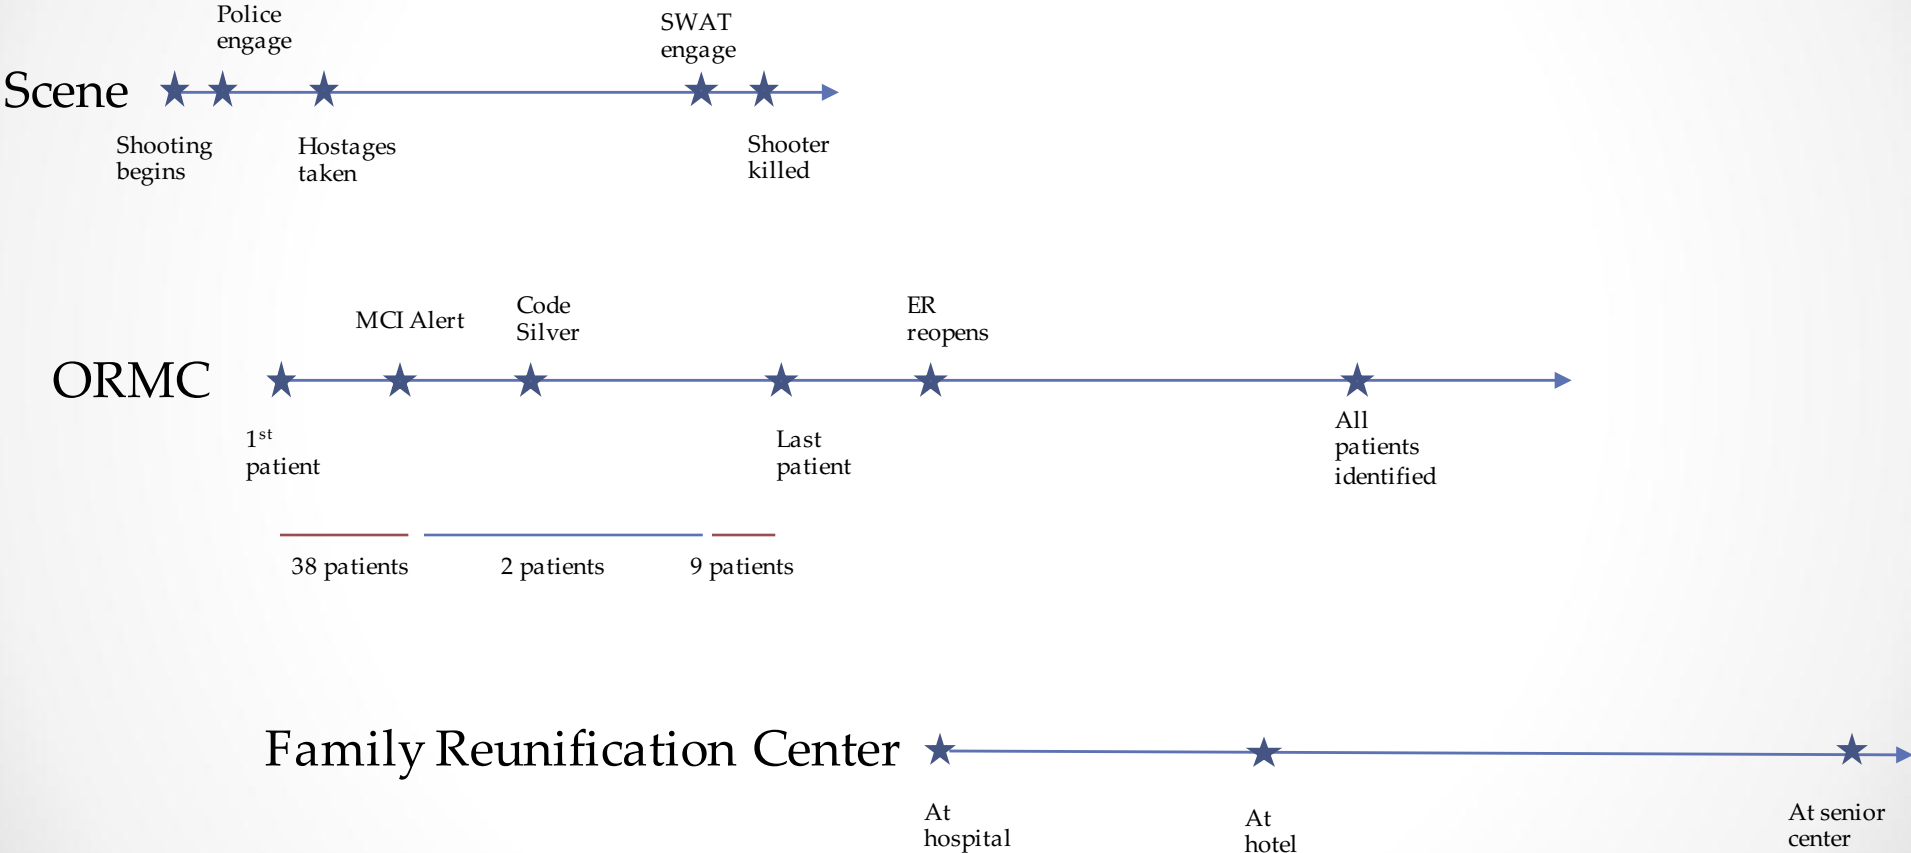 Police
engage
SWAT
engage
Scene
Shooting
begins
Hostages
taken
Shooter
killed
MCI Alert
Code
Silver
ER
reopens
ORMC
1st
patient
Last
patient
All
patients
identified
38 patients
2 patients
9 patients
Family Reunification Center
At
hospital
At
hotel
At senior
center